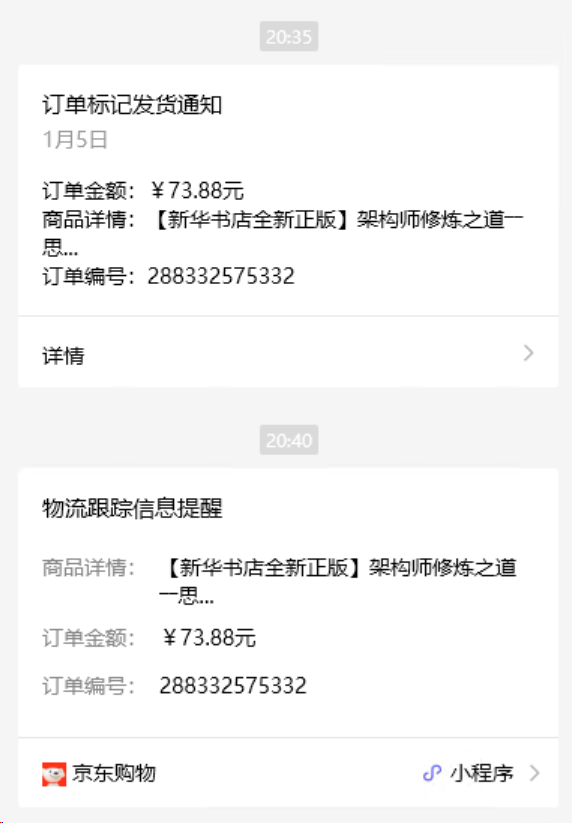 20:35
订单标记发货通知
1月5日
订单金额：￥73.88元
商品详情：【新华书店全新正版】架构师修炼之道--
思...
订单编号：288332575332
详情
20:40
物流跟踪信息提醒
商品详情：【新华书店全新正版】架构师修炼之道
--思...
订单金额：￥73.88元
订单编号：288332575332
京东购物 小程序